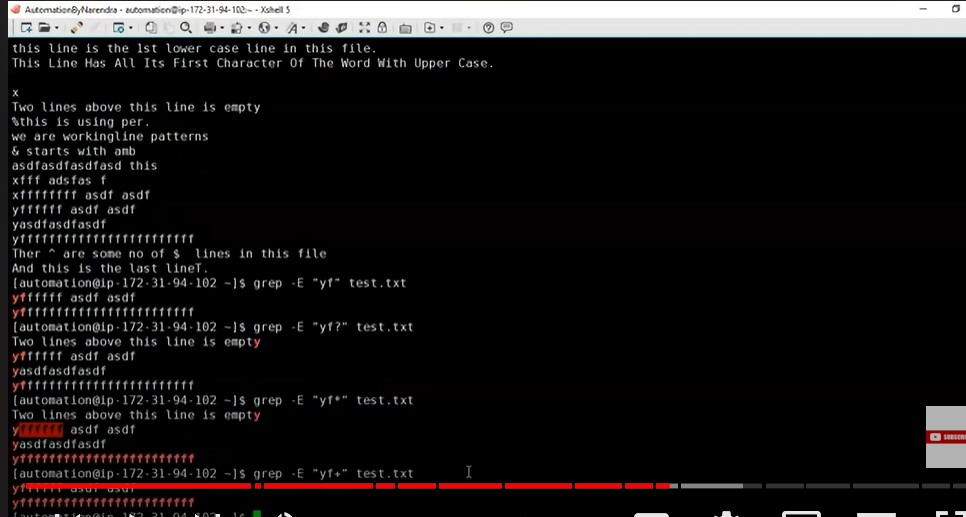 AutomationByNarendra - automation@ip-172-31-94-102:~ - Xshell 5
this line is the 1st lower case line in this file.
This Line Has All Its First Character Of The Word With Upper Case.
x
Two lines above this line is empty
%this is using per.
we are workingline patterns
& starts with amb
asdfasdfasdfasd this
xfff adsfas f
xffffffff asdf asdf
yffffff asdf asdf
yasdfasdfasdf
yffffffffffffffffffffffff
Ther ^ are some no of $  lines in this file
And this is the last lineT.
[automation@ip-172-31-94-102 ~]$ grep -E "yf" test.txt
yffffff asdf asdf
yffffffffffffffffffffffff
[automation@ip-172-31-94-102 ~]$ grep -E "yf?" test.txt
Two lines above this line is empty
yffffff asdf asdf
yasdfasdfasdf
yffffffffffffffffffffffff
[automation@ip-172-31-94-102 ~]$ grep -E "yf*" test.txt
Two lines above this line is empty
yffffff asdf asdf
yasdfasdfasdf
yffffffffffffffffffffffff
[automation@ip-172-31-94-102 ~]$ grep -E "yf+" test.txt
yffffff asdf asdf
yffffffffffffffffffffffff